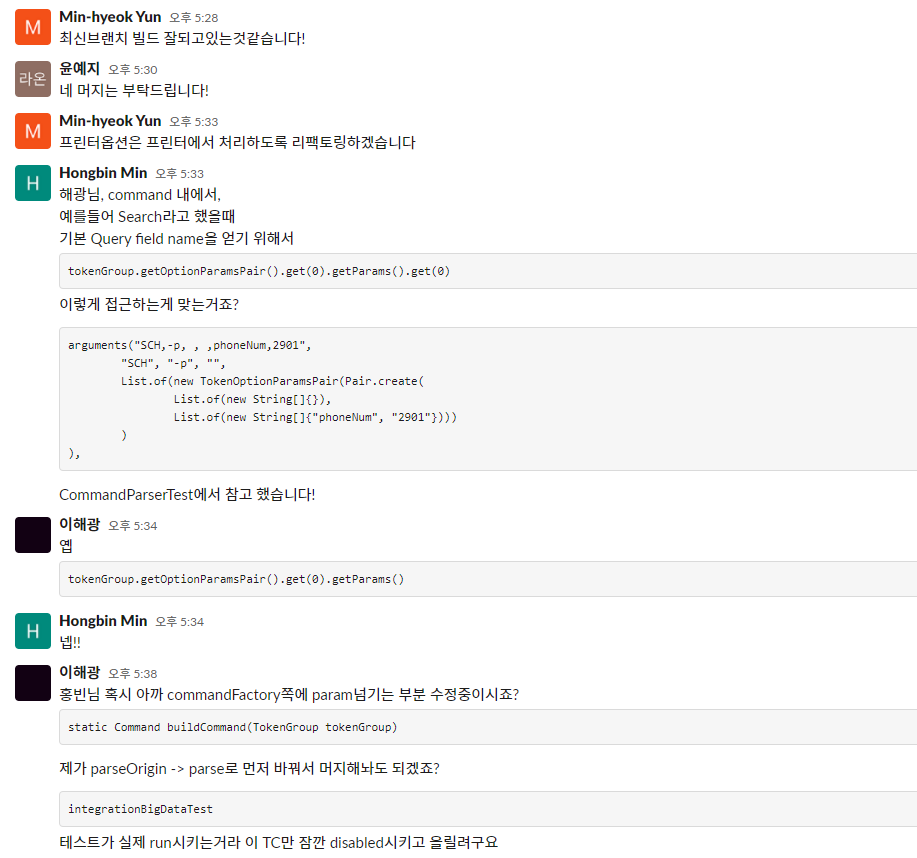 M
Min-hyeok Yun 오후 5:28
최신브랜치 빌드 잘되고있는것같습니다!
라온
윤예지 오후 5:30
네 머지는 부탁드립니다!
M
Min-hyeok Yun 오후 5:33
프린터옵션은 프린터에서 처리하도록 리팩토링하겠습니다
H
Hongbin Min 오후 5:33
해광님, command 내에서,
예를들어 Search라고 했을때
기본 Query field name을 얻기 위해서
tokenGroup.getOptionParamsPair().get(0).getParams().get(0)
이렇게 접근하는게 맞는거죠?
arguments("SCH,-p, , ,phoneNum,2901",
"SCH", "-p", "",
List.of(new TokenOptionParamsPair(Pair.create(
List.of(new String[]{}),
List.of(new String[]{"phoneNum", "2901"})))
)
),
CommandParserTest에서 참고 했습니다!
이해광 오후 5:34
옙
tokenGroup.getOptionParamsPair().get(0).getParams()
H
Hongbin Min 오후 5:34
넵!!
이해광 오후 5:38
홍빈님 혹시 아까 commandFactory쪽에 param넘기는 부분 수정중이시죠?
static Command buildCommand(TokenGroup tokenGroup)
제가 parseOrigin -> parse로 먼저 바꿔서 머지해놔도 되겠죠?
integrationBigDataTest
테스트가 실제 run시키는거라 이 TC만 잠깐 disabled시키고 올릴려구요